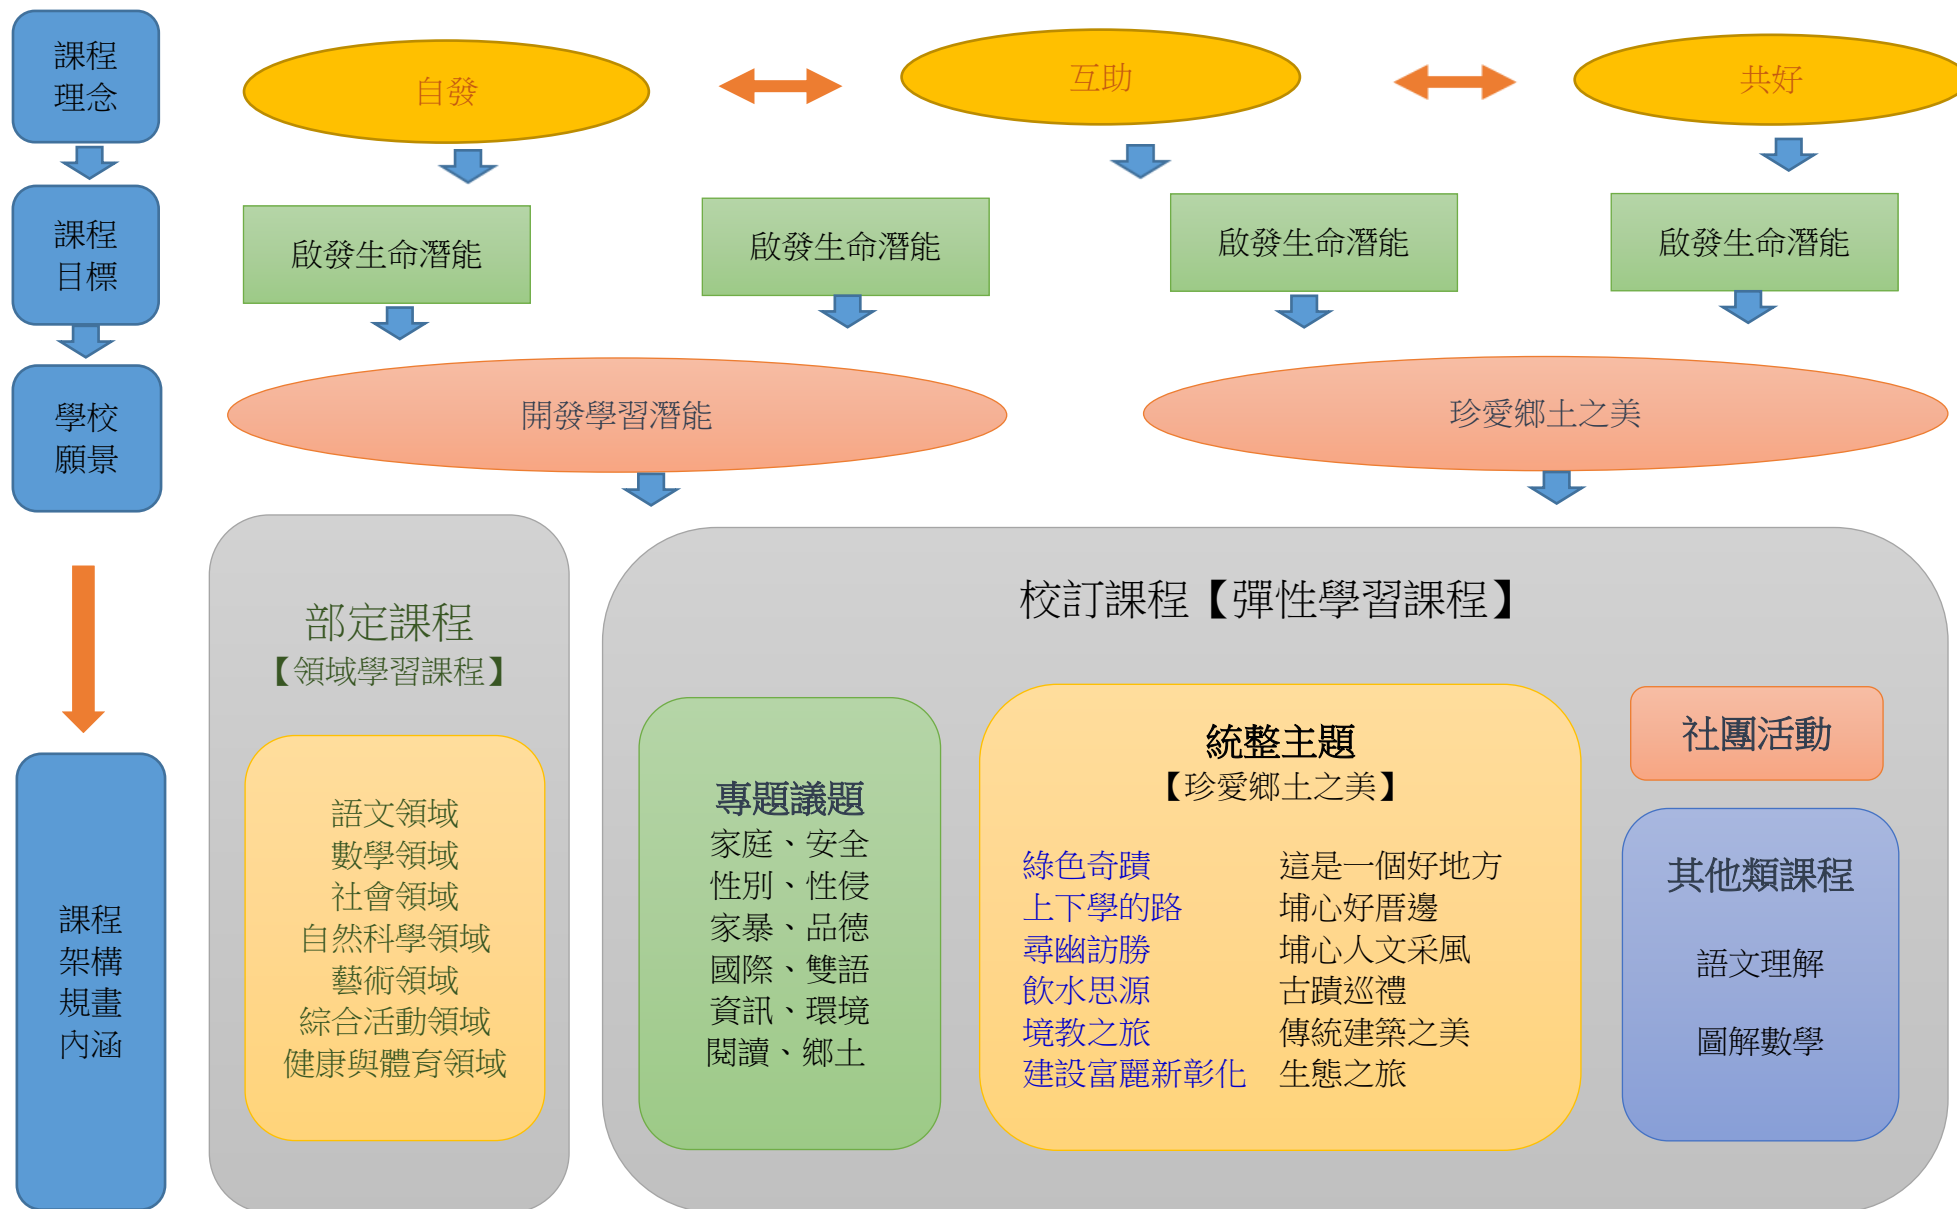 課程
理念
自發
互助
共好
課程
目標
啟發生命潛能
啟發生命潛能
啟發生命潛能
啟發生命潛能
學校
願景
開發學習潛能
珍愛鄉土之美
課程
架構
規畫
內涵
部定課程
【領域學習課程】
語文領域
數學領域
社會領域
自然科學領域
藝術領域
綜合活動領域
健康與體育領域
校訂課程【彈性學習課程】
專題議題
家庭、安全
性別、性侵
家暴、品德
國際、雙語
資訊、環境
閱讀、鄉土
統整主題
【珍愛鄉土之美】
綠色奇蹟
上下學的路
尋幽訪勝
飲水思源
境教之旅
建設富麗新彰化
這是一個好地方
埔心好厝邊
埔心人文采風
古蹟巡禮
傳統建築之美
生態之旅
社團活動
其他類課程
語文理解
圖解數學